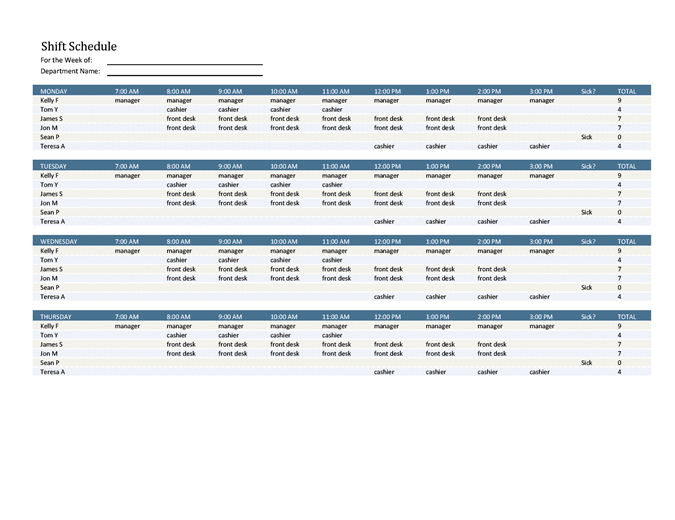 Shift Schedule
For the Week of:
Department Name:
MONDAY 7:00 AM 8:00 AM 9:00 AM 10:00 AM 11:00 AM 12:00 PM 1:00 PM 2:00 PM 3:00 PM Sick? TOTAL
Kelly F manager manager manager manager manager manager manager manager manager 9
Tom Y cashier cashier cashier cashier 4
James S front desk front desk front desk front desk front desk front desk front desk 7
Jon M front desk front desk front desk front desk front desk front desk front desk 7
Sean P Sick 0
Teresa A cashier cashier cashier cashier 4
TUESDAY 7:00 AM 8:00 AM 9:00 AM 10:00 AM 11:00 AM 12:00 PM 1:00 PM 2:00 PM 3:00 PM Sick? TOTAL
Kelly F manager manager manager manager manager manager manager manager manager 9
Tom Y cashier cashier cashier cashier 4
James S front desk front desk front desk front desk front desk front desk front desk 7
Jon M front desk front desk front desk front desk front desk front desk front desk 7
Sean P Sick 0
Teresa A cashier cashier cashier cashier 4
WEDNESDAY 7:00 AM 8:00 AM 9:00 AM 10:00 AM 11:00 AM 12:00 PM 1:00 PM 2:00 PM 3:00 PM Sick? TOTAL
Kelly F manager manager manager manager manager manager manager manager manager 9
Tom Y cashier cashier cashier cashier 4
James S front desk front desk front desk front desk front desk front desk front desk 7
Jon M front desk front desk front desk front desk front desk front desk front desk 7
Sean P Sick 0
Teresa A cashier cashier cashier cashier 4
THURSDAY 7:00 AM 8:00 AM 9:00 AM 10:00 AM 11:00 AM 12:00 PM 1:00 PM 2:00 PM 3:00 PM Sick? TOTAL
Kelly F manager manager manager manager manager manager manager manager manager 9
Tom Y cashier cashier cashier cashier 4
James S front desk front desk front desk front desk front desk front desk front desk 7
Jon M front desk front desk front desk front desk front desk front desk front desk 7
Sean P Sick 0
Teresa A cashier cashier cashier cashier 4